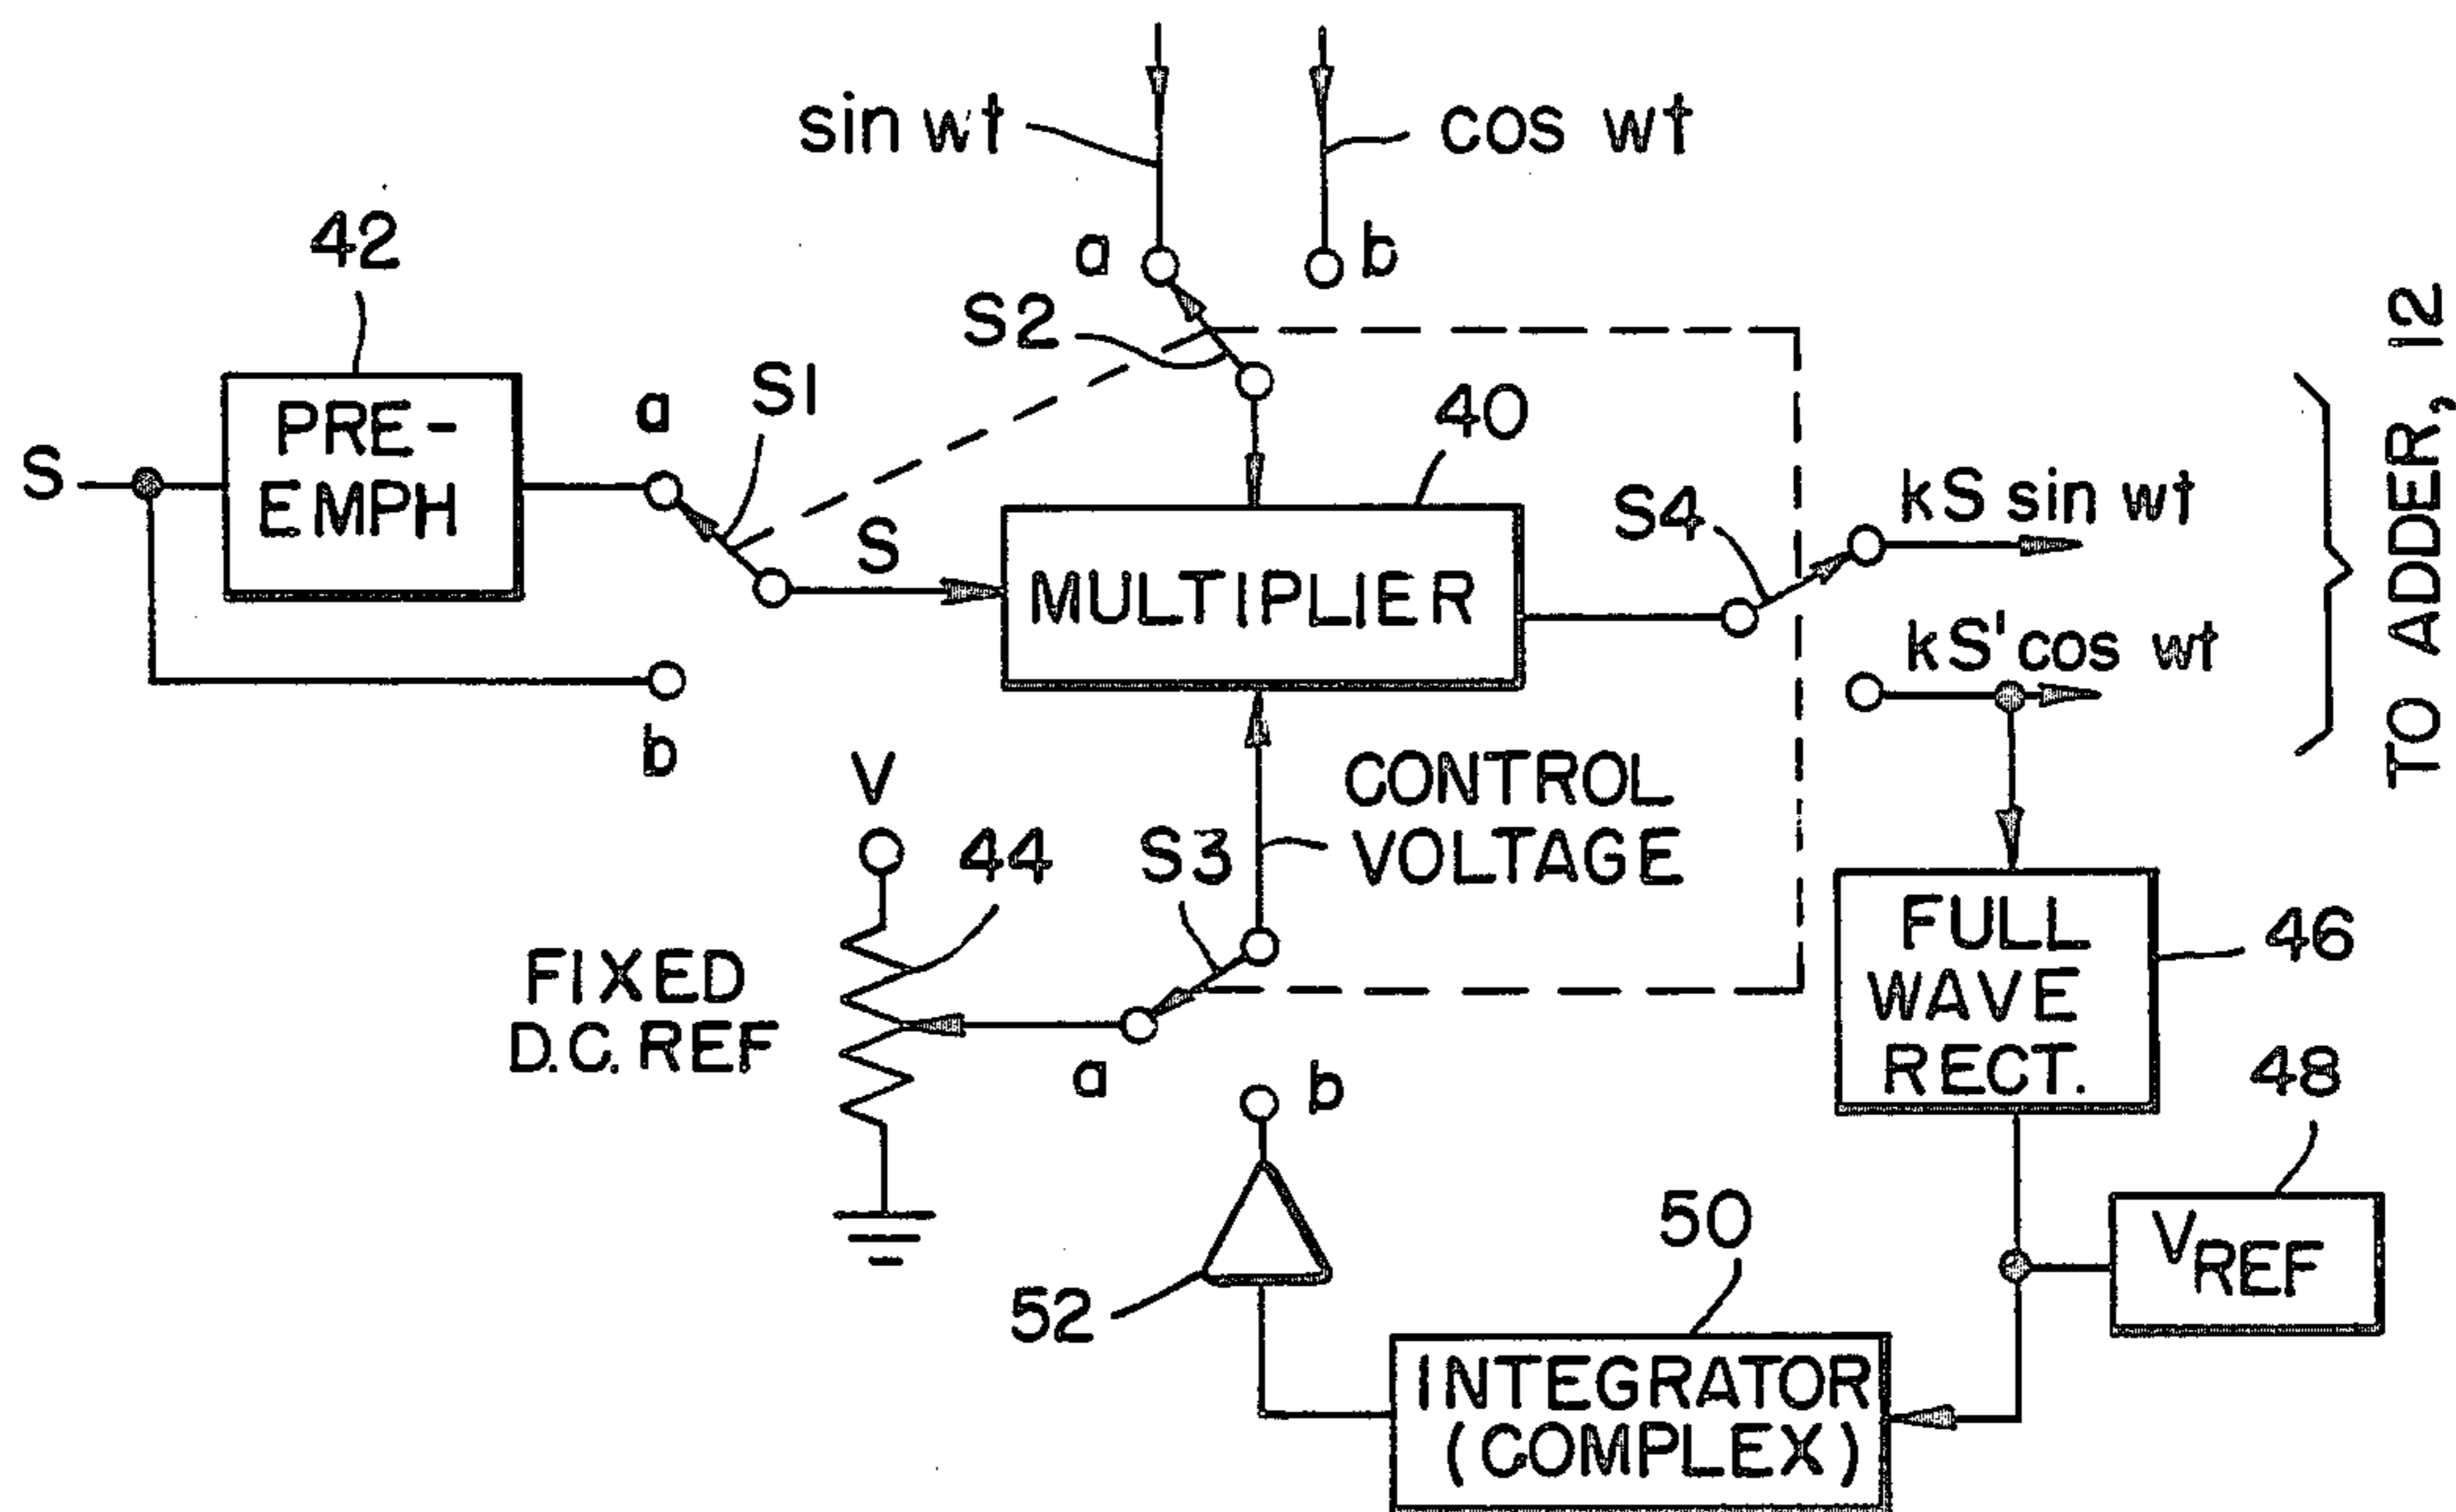 sin wt
cos wt
42
a
b
S2
S1
a
40
PRE-
EMPH
S
S
MULTIPLIER
S4
kS sin wt
kS' cos wt
TO ADDER, 12
b
V
44
S3
CONTROL
VOLTAGE
FIXED
D.C. REF
a
b
FULL
WAVE
RECT.
46
48
VREF
50
52
INTEGRATOR
(COMPLEX)